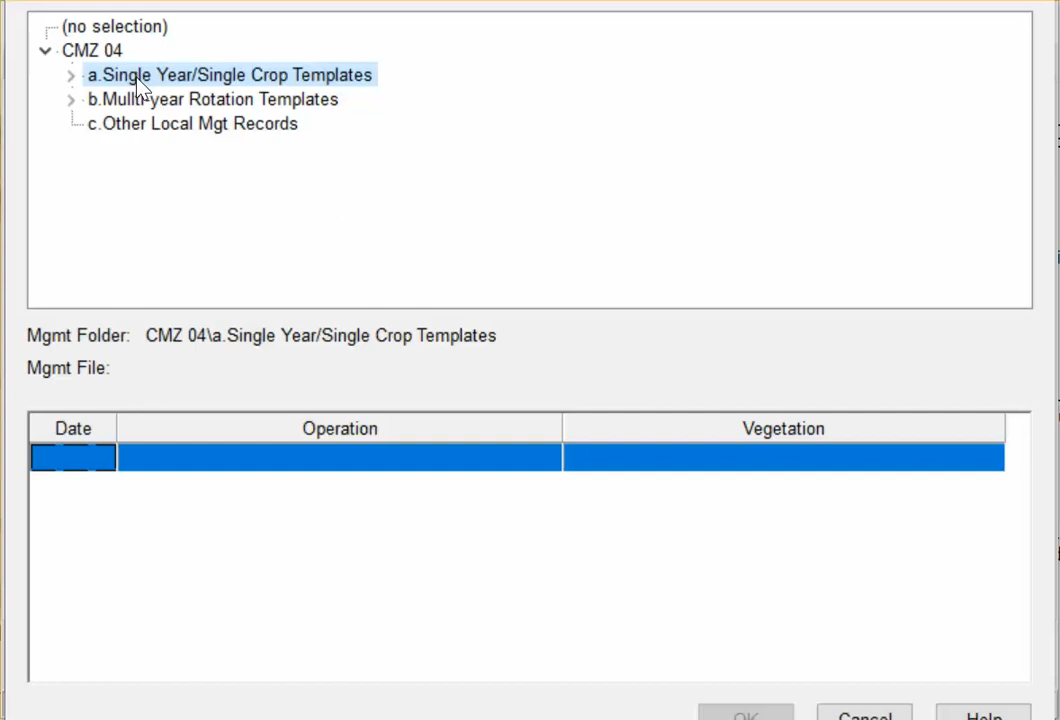 (no selection)
CMZ 04
a.Single Year/Single Crop Templates
b.Multi-year Rotation Templates
c.Other Local Mgt Records
Mgmt Folder: CMZ 04\a.Single Year/Single Crop Templates
Mgmt File:
Date Operation Vegetation
OK Cancel Help